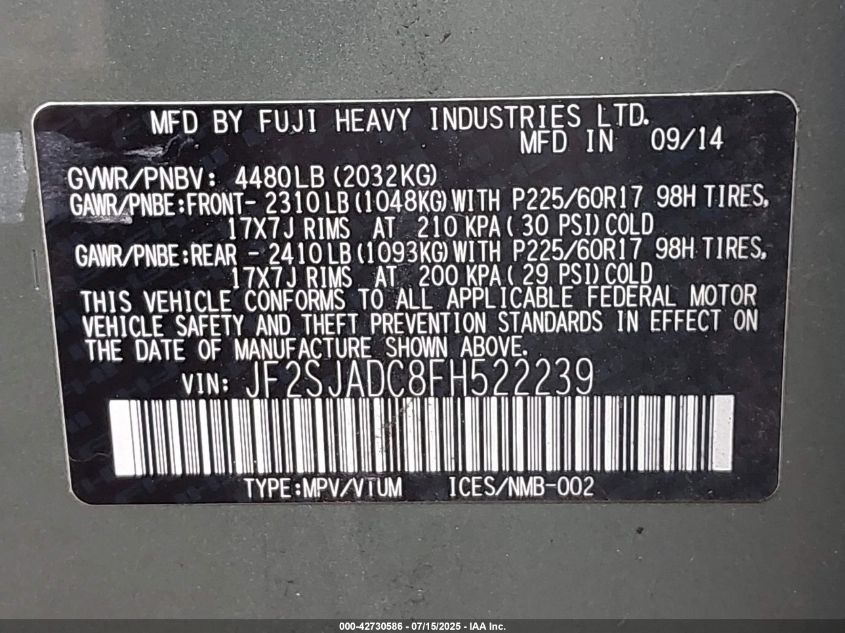 MFD BY FUJI HEAVY INDUSTRIES LTD.
MFD IN 09/14
GVWR/PNBV: 4480LB (2032KG)
GAWR/PNBE:FRONT- 2310LB (1048KG) WITH P225/60R17 98H TIRES,
17X7J RIMS AT 210 KPA ( 30 PSI) COLD
GAWR/PNBE:REAR - 2410LB (1093KG) WITH P225/60R17 98H TIRES,
17X7J RIMS AT 200 KPA ( 29 PSI) COLD
THIS VEHICLE CONFORMS TO ALL APPLICABLE FEDERAL MOTOR
VEHICLE SAFETY AND THEFT PREVENTION STANDARDS IN EFFECT ON
THE DATE OF MANUFACTURE SHOWN ABOVE.
VIN: JF2SJADC8FH522239
TYPE:MPV/VTUM ICES/NMB-002
000-42730586 - 07/15/2025 - IAA Inc.